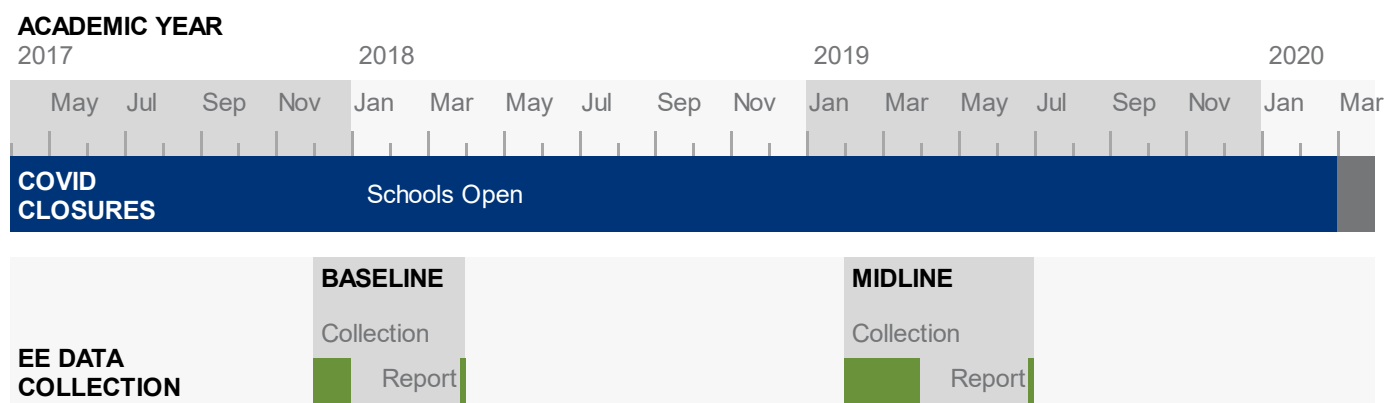 ACADEMIC YEAR
2017 2018 2019 2020
May Jul Sep Nov Jan Mar May Jul Sep Nov Jan Mar May Jul Sep Nov Jan Mar
COVID
CLOSURES
Schools Open
BASELINE MIDLINE
Collection Collection
EE DATA
COLLECTION
Report Report